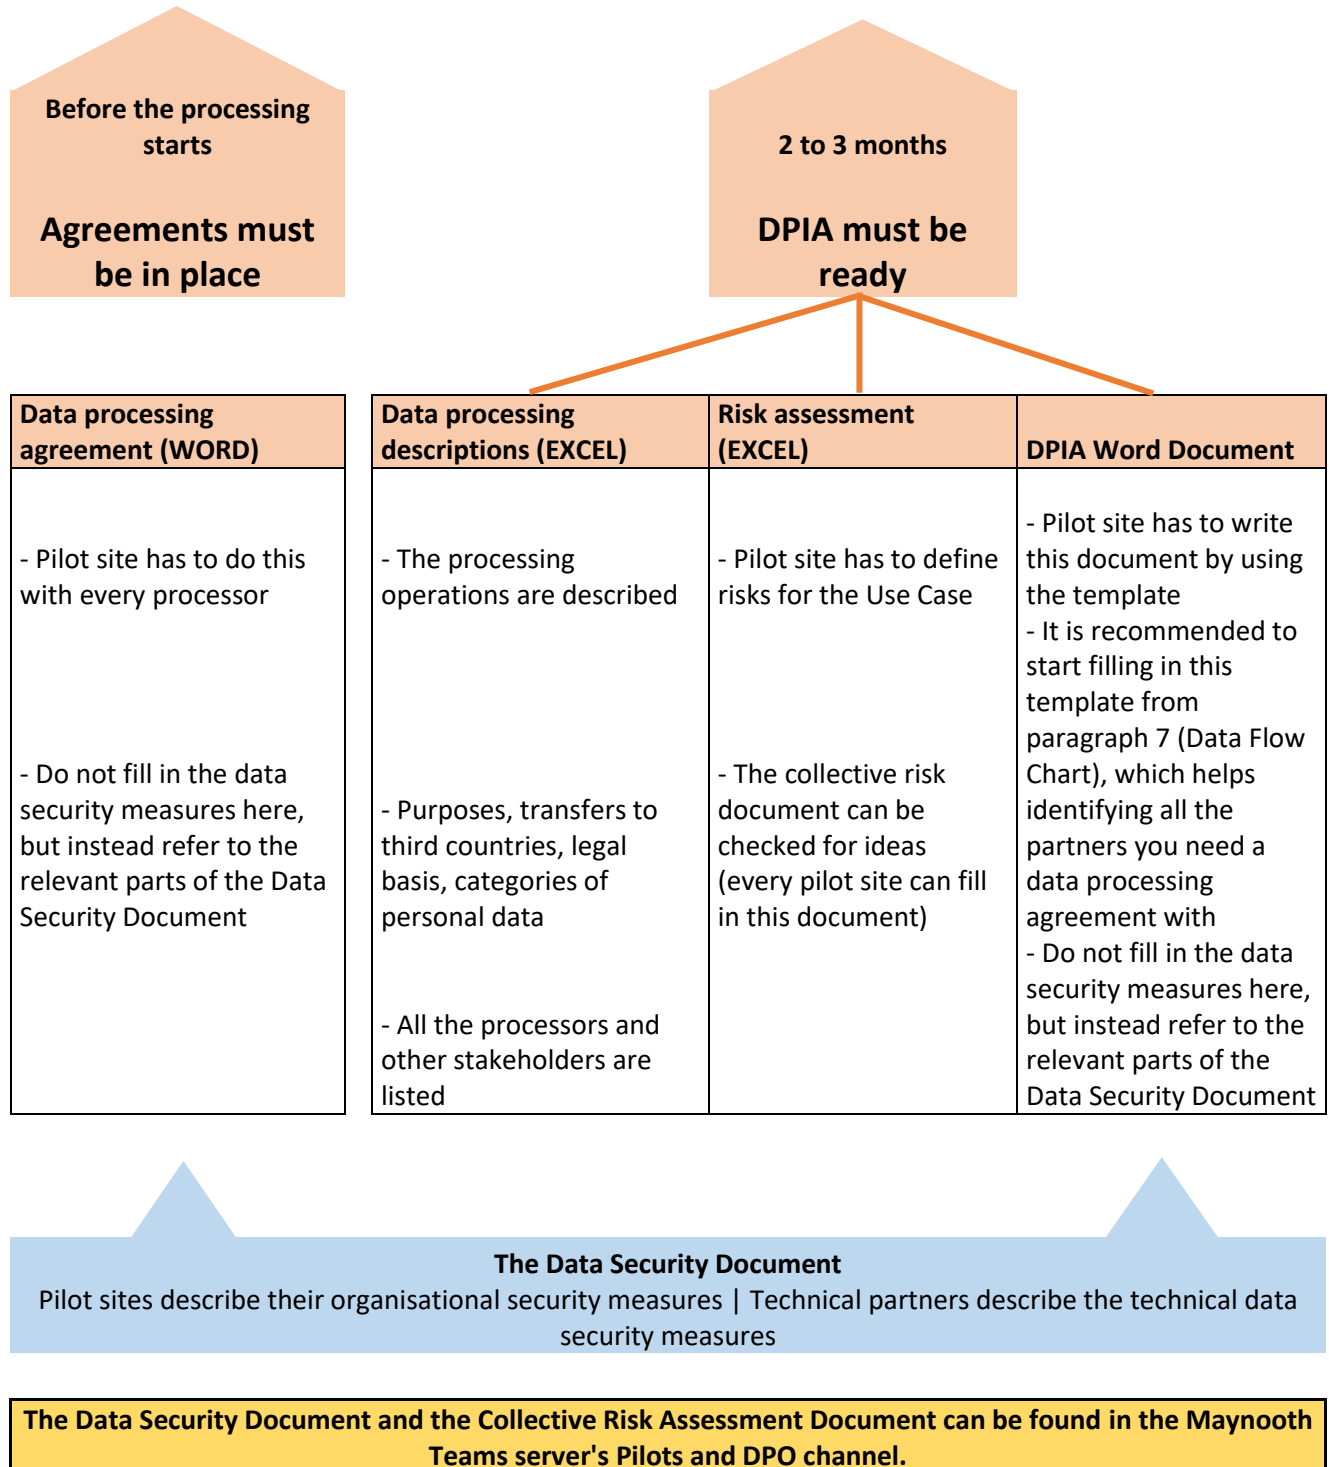 Before the processing
starts
Agreements must
be in place
2 to 3 months
DPIA must be
ready
Data processing
agreement (WORD)
- Pilot site has to do this
with every processor
- Do not fill in the data
security measures here,
but instead refer to the
relevant parts of the Data
Security Document
Data processing
descriptions (EXCEL)
- The processing
operations are described
- Purposes, transfers to
third countries, legal
basis, categories of
personal data
- All the processors and
other stakeholders are
listed
Risk assessment
(EXCEL)
- Pilot site has to define
risks for the Use Case
- The collective risk
document can be
checked for ideas
(every pilot site can fill
in this document)
DPIA Word Document
- Pilot site has to write
this document by using
the template
- It is recommended to
start filling in this
template from
paragraph 7 (Data Flow
Chart), which helps
identifying all the
partners you need a
data processing
agreement with
- Do not fill in the data
security measures here,
but instead refer to the
relevant parts of the
Data Security Document
The Data Security Document
Pilot sites describe their organisational security measures | Technical partners describe the technical data
security measures
The Data Security Document and the Collective Risk Assessment Document can be found in the Maynooth
Teams server's Pilots and DPO channel.